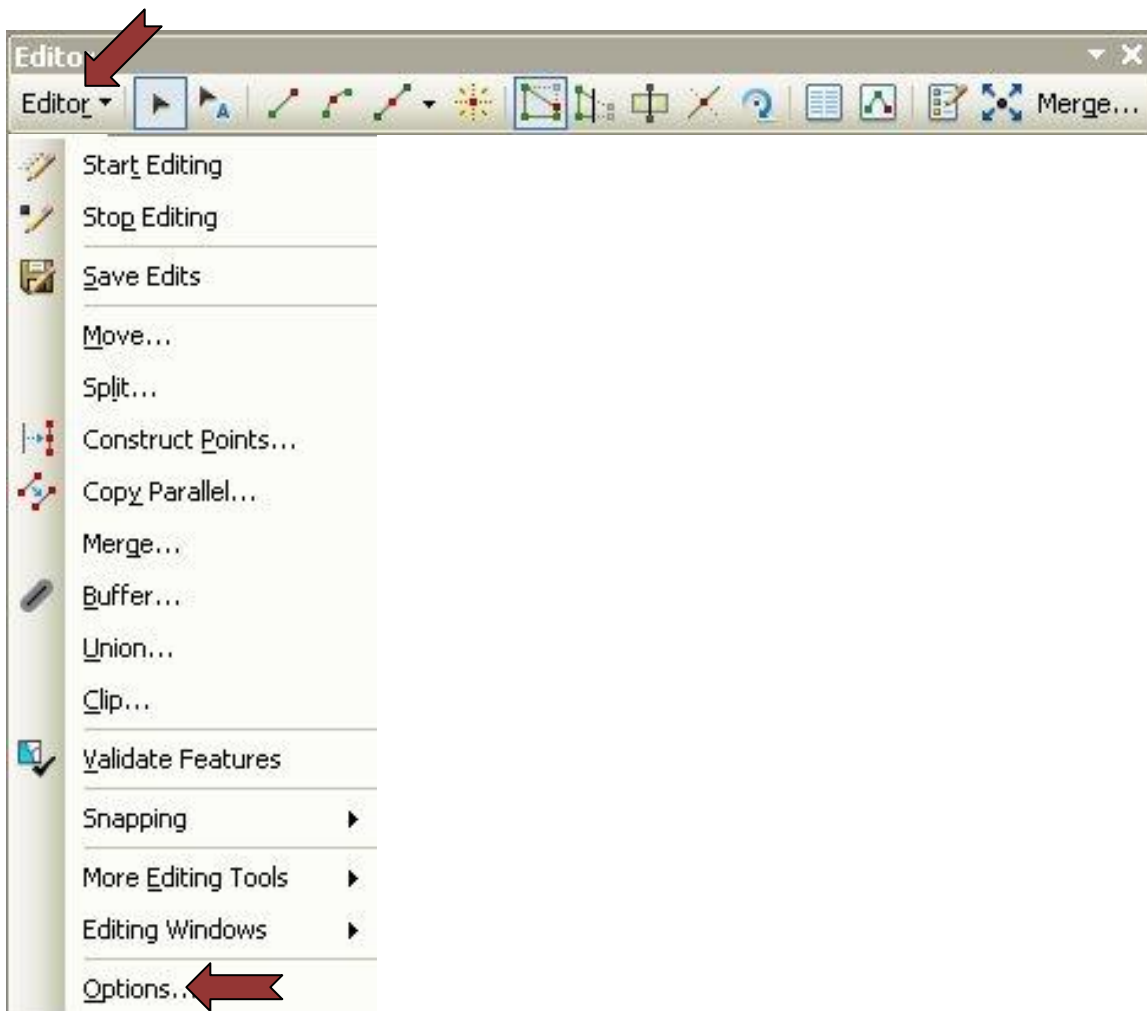 Edito
Editor Merge...
Start Editing
Stop Editing
Save Edits
Move...
Split...
Construct Points...
Copy Parallel...
Merge...
Buffer...
Union...
Clip...
Validate Features
Snapping
More Editing Tools
Editing Windows
Options...